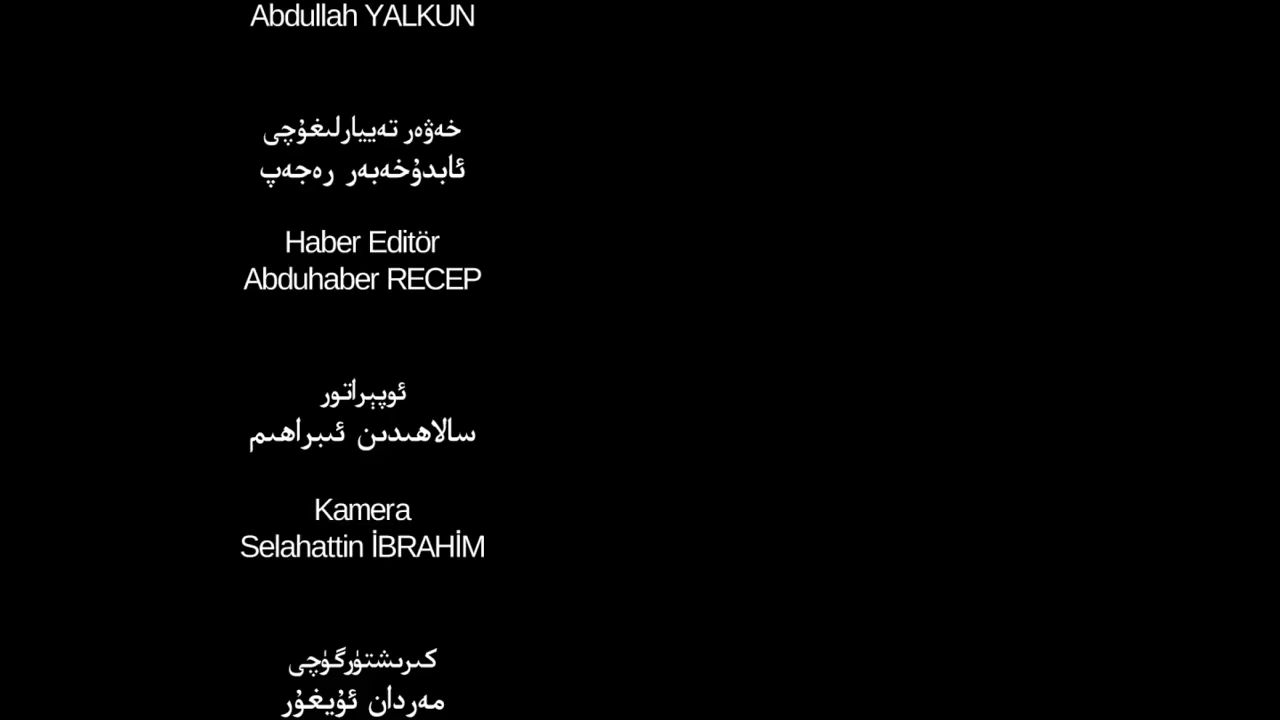 Abdullah YALKUN
خەۋەر تەييارلىغۇچى
ئابدۇخەبەر رەجەپ
Haber Editör
Abduhaber RECEP
ئوپېراتور
سالاھىدىن ئىبراھىم
Kamera
Selahattin İBRAHİM
كىرىشتۈرگۈچى
مەردان ئۇيغۇر